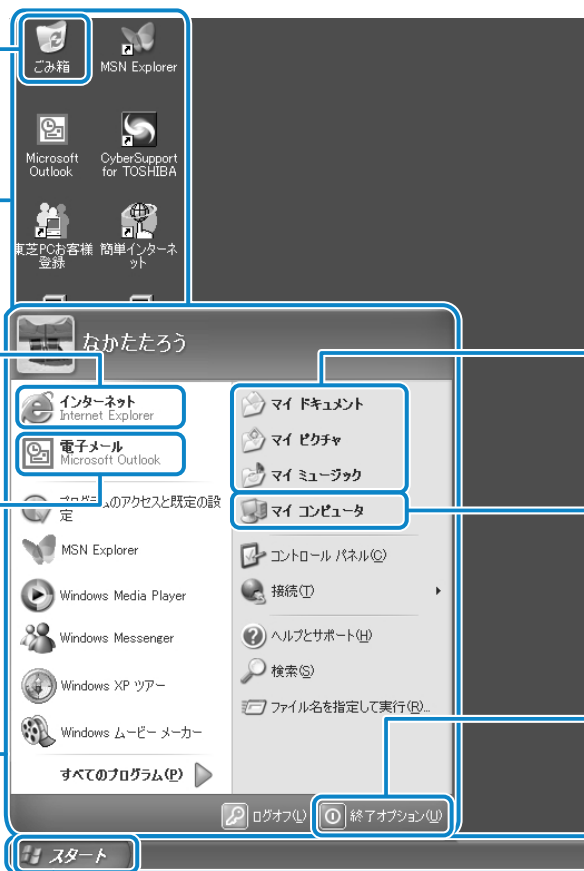 ごみ箱
MSN Explorer
Microsoft
Outlook
CyberSupport
for TOSHIBA
東芝PCお客様
登録
簡単インターネ
ット
なかたたろう
インターネット
Internet Explorer
電子メール
Microsoft Outlook
プログラムのアクセスと既定の設
定
MSN Explorer
Windows Media Player
Windows Messenger
Windows XP ツアー
Windows ムービー メーカー
すべてのプログラム(P)
マイ ドキュメント
マイ ピクチャ
マイ ミュージック
マイ コンピュータ
コントロール パネル(C)
接続(T)
ヘルプとサポート(H)
検索(S)
ファイル名を指定して実行(R)...
ログオフ(L)
終了オプション(U)
スタート